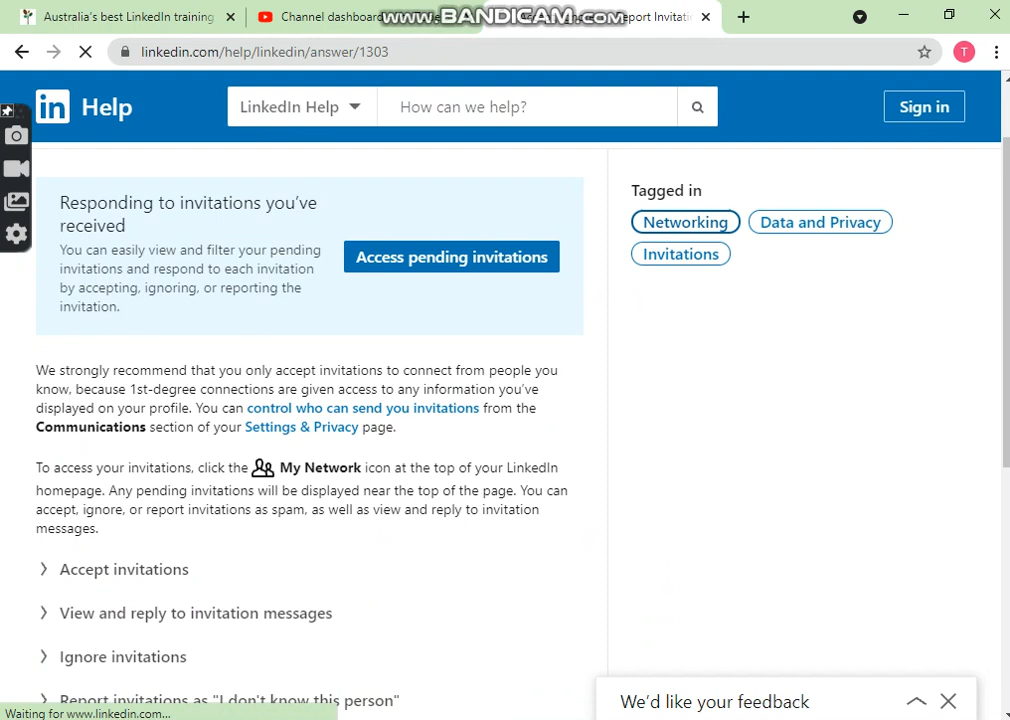 Australia's best LinkedIn training
Channel dashboard
www.BANDICAM.com
eport Invitati
linkedin.com/help/linkedin/answer/1303
T
in Help
LinkedIn Help
How can we help?
Sign in
Responding to invitations you've
received
You can easily view and filter your pending
invitations and respond to each invitation
by accepting, ignoring, or reporting the
invitation.
Access pending invitations
Tagged in
Networking
Data and Privacy
Invitations
We strongly recommend that you only accept invitations to connect from people you
know, because 1st-degree connections are given access to any information you've
displayed on your profile. You can control who can send you invitations from the
Communications section of your Settings & Privacy page.
To access your invitations, click the My Network icon at the top of your LinkedIn
homepage. Any pending invitations will be displayed near the top of the page. You can
accept, ignore, or report invitations as spam, as well as view and reply to invitation
messages.
Accept invitations
View and reply to invitation messages
Ignore invitations
Report invitations as "I don't know this person"
We'd like your feedback
Waiting for www.linkedin.com...